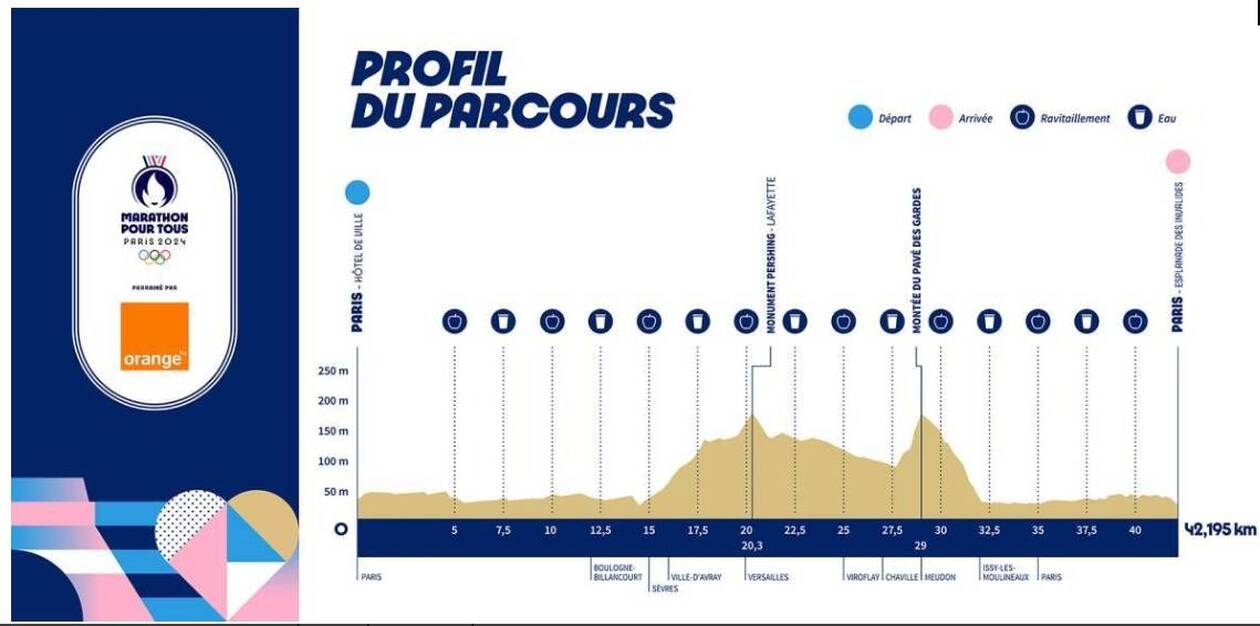 MARATHON
POUR TOUS
PARIS 2024
PARRAINÉ PAR
orange
PROFIL
DU PARCOURS
Départ
Arrivée
Ravitaillement
Eau
PARIS - HÔTEL DE VILLE
MONUMENT PERSHING - LAFAYETTE
MONTÉE DU PAVÉ DES GARDES
PARIS - ESPLANADE DES INVALIDES
250 m
200 m
150 m
100 m
50 m
0
5
7,5
10
12,5
15
17,5
20
22,5
25
27,5
30
32,5
35
37,5
40
42,195 km
20,3
29
PARIS
BOULOGNE-
BILLANCOURT
SÈVRES
VILLE-D'AVRAY
VERSAILLES
VIROFLAY
CHAVILLE
MEUDON
ISSY-LES-
MOULINEAUX
PARIS